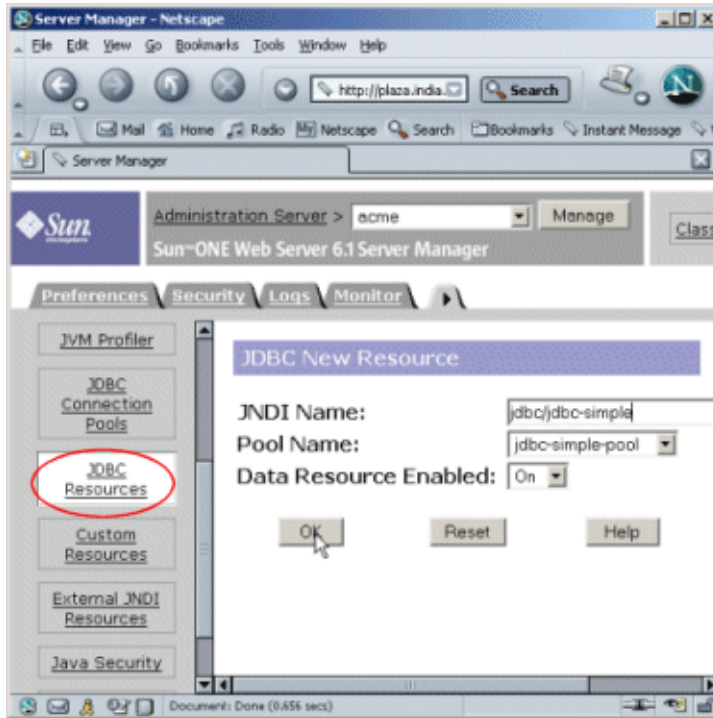 Server Manager - Netscape
File Edit View Go Bookmarks Tools Window Help
http://plaza.india. Search
Mail Home Radio Netscape Search Bookmarks Instant Message
Server Manager
Sun
Administration Server > acme Manage
Class
Sun ONE Web Server 6.1 Server Manager
Preferences Security Logs Monitor
JVM Profiler
JDBC
Connection
Pools
JDBC
Resources
Custom
Resources
External JNDI
Resources
Java Security
JDBC New Resource
JNDI Name: jdbc/jdbc-simple
Pool Name: jdbc-simple-pool
Data Resource Enabled: On
OK Reset Help
Document: Done (0.656 secs)